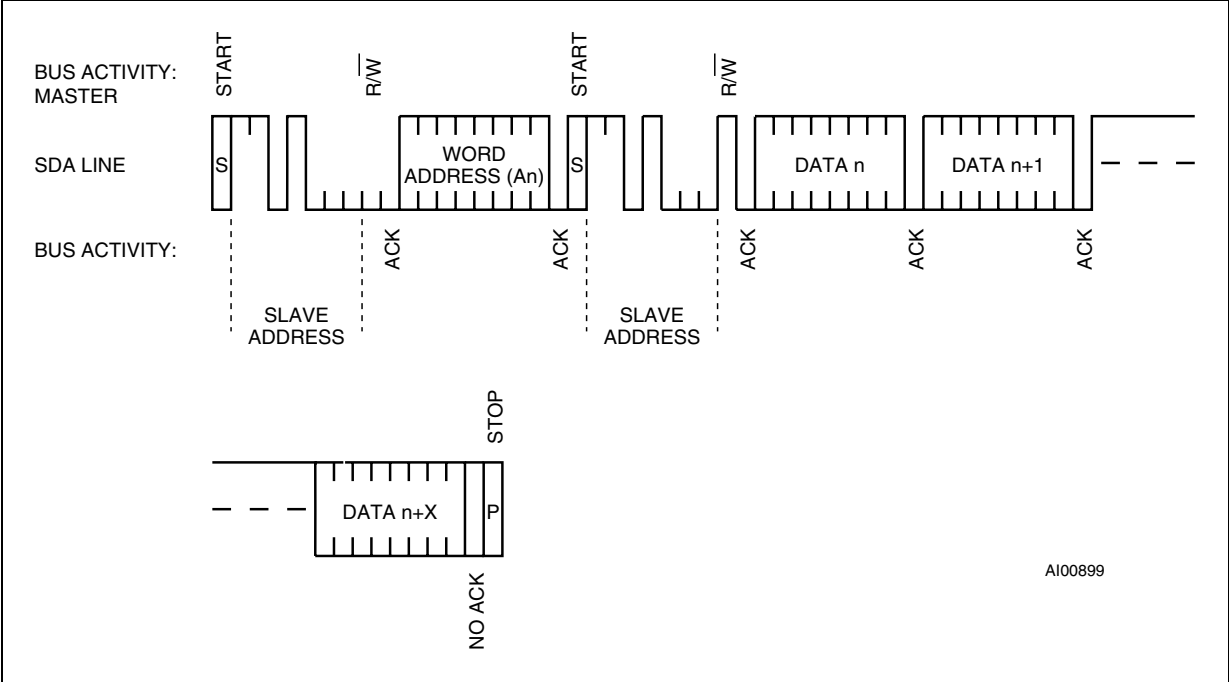 START
R/W
START
R/W
BUS ACTIVITY:
MASTER
SDA LINE
S
WORD
ADDRESS (An)
S
DATA n
DATA n+1
BUS ACTIVITY:
ACK
ACK
ACK
ACK
ACK
SLAVE
ADDRESS
SLAVE
ADDRESS
STOP
DATA n+X
P
NO ACK
AI00899